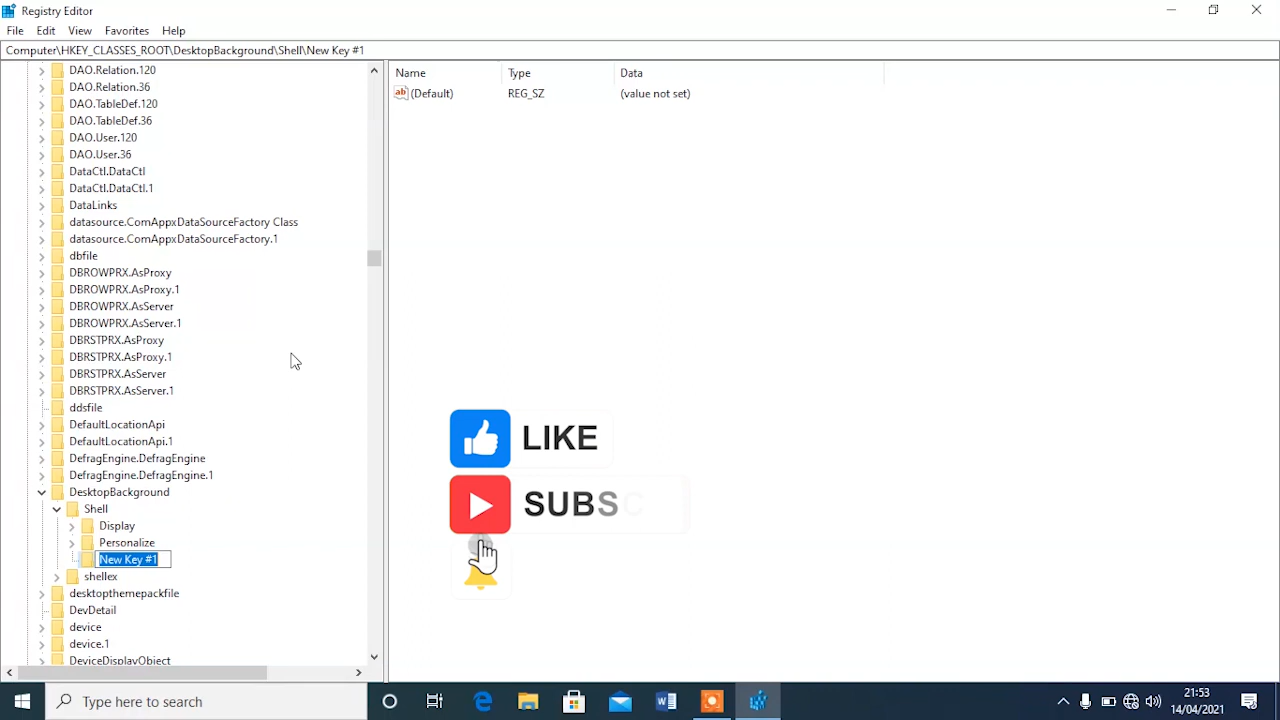 Registry Editor
File Edit View Favorites Help
Computer\HKEY_CLASSES_ROOT\DesktopBackground\Shell\New Key #1
DAO.Relation.120
DAO.Relation.36
DAO.TableDef.120
DAO.TableDef.36
DAO.User.120
DAO.User.36
DataCtl.DataCtl
DataCtl.DataCtl.1
DataLinks
datasource.ComAppxDataSourceFactory Class
datasource.ComAppxDataSourceFactory.1
dbfile
DBROWPRX.AsProxy
DBROWPRX.AsProxy.1
DBROWPRX.AsServer
DBROWPRX.AsServer.1
DBRSTPRX.AsProxy
DBRSTPRX.AsProxy.1
DBRSTPRX.AsServer
DBRSTPRX.AsServer.1
ddsfile
DefaultLocationApi
DefaultLocationApi.1
DefragEngine.DefragEngine
DefragEngine.DefragEngine.1
DesktopBackground
Shell
Display
Personalize
New Key #1
shellex
desktopthemepackfile
DevDetail
device
device.1
DeviceDisplayObject
Name Type Data
ab (Default) REG_SZ (value not set)
LIKE
SUBSC
Type here to search
W
21:53
14/04/2021